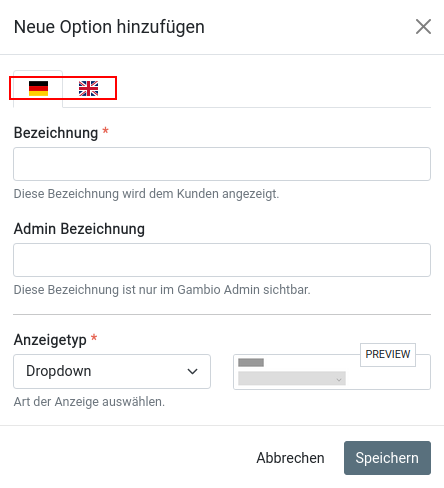 Neue Option hinzufügen
Bezeichnung *
Diese Bezeichnung wird dem Kunden angezeigt.
Admin Bezeichnung
Diese Bezeichnung ist nur im Gambio Admin sichtbar.
Anzeigetyp *
PREVIEW
Dropdown
Art der Anzeige auswählen.
Abbrechen
Speichern